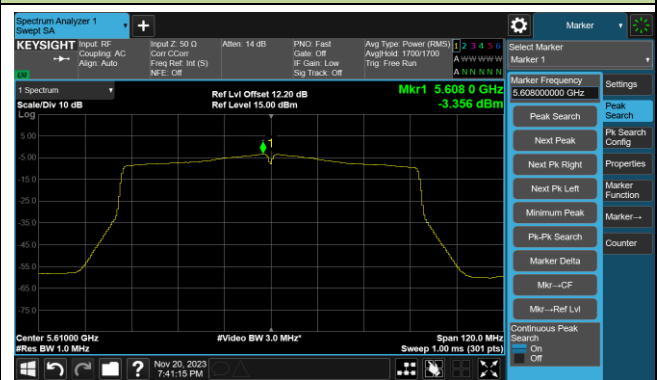 Spectrum Analyzer 1
Swept SA
+
Marker
KEYSIGHT
Input: RF
Coupling: AC
Align: Auto
Input Z: 50 Ω
Corr CCorr
Freq Ref: Int (S)
NFE: Off
Atten: 14 dB
PNO: Fast
Gate: Off
IF Gain: Low
Sig Track: Off
Avg Type: Power (RMS)
Avg|Hold: 1700/1700
Trig: Free Run
1 2 3 4 5 6
A W W W W W
A N N N N N
LXI
Select Marker
Marker 1
1 Spectrum
Scale/Div 10 dB
Log
Ref Lvl Offset 12.20 dB
Ref Level 15.00 dBm
Mkr1 5.608 0 GHz
-3.356 dBm
5.00
-5.00
-15.0
-25.0
-35.0
-45.0
-55.0
-65.0
-75.0
1
Center 5.61000 GHz
#Res BW 1.0 MHz
#Video BW 3.0 MHz*
Span 120.0 MHz
Sweep 1.00 ms (301 pts)
Marker Frequency
5.608000000 GHz
Peak Search
Next Peak
Next Pk Right
Next Pk Left
Minimum Peak
Pk-Pk Search
Marker Delta
Mkr→CF
Mkr→Ref Lvl
Continuous Peak
Search
On
Off
Settings
Peak
Search
Pk Search
Config
Properties
Marker
Function
Marker→
Counter
?
Nov 20, 2023
7:41:15 PM